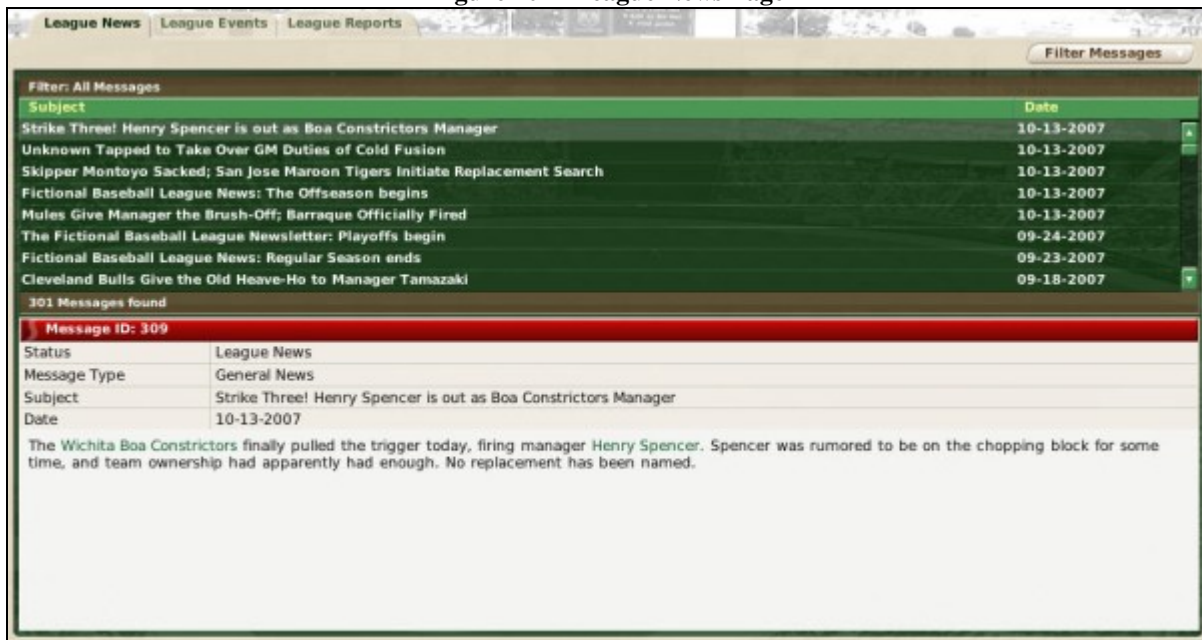 League News League Events League Reports
Filter Messages
Filter: All Messages
Subject Date
Strike Three! Henry Spencer is out as Boa Constrictors Manager 10-13-2007
Unknown Tapped to Take Over GM Duties of Cold Fusion 10-13-2007
Skipper Montoyo Sacked; San Jose Maroon Tigers Initiate Replacement Search 10-13-2007
Fictional Baseball League News: The Offseason begins 10-13-2007
Mules Give Manager the Brush-Off; Barraque Officially Fired 10-13-2007
The Fictional Baseball League Newsletter: Playoffs begin 09-24-2007
Fictional Baseball League News: Regular Season ends 09-23-2007
Cleveland Bulls Give the Old Heave-Ho to Manager Tamazaki 09-18-2007
301 Messages found
Message ID: 309
Status League News
Message Type General News
Subject Strike Three! Henry Spencer is out as Boa Constrictors Manager
Date 10-13-2007
The Wichita Boa Constrictors finally pulled the trigger today, firing manager Henry Spencer. Spencer was rumored to be on the chopping block for some
time, and team ownership had apparently had enough. No replacement has been named.